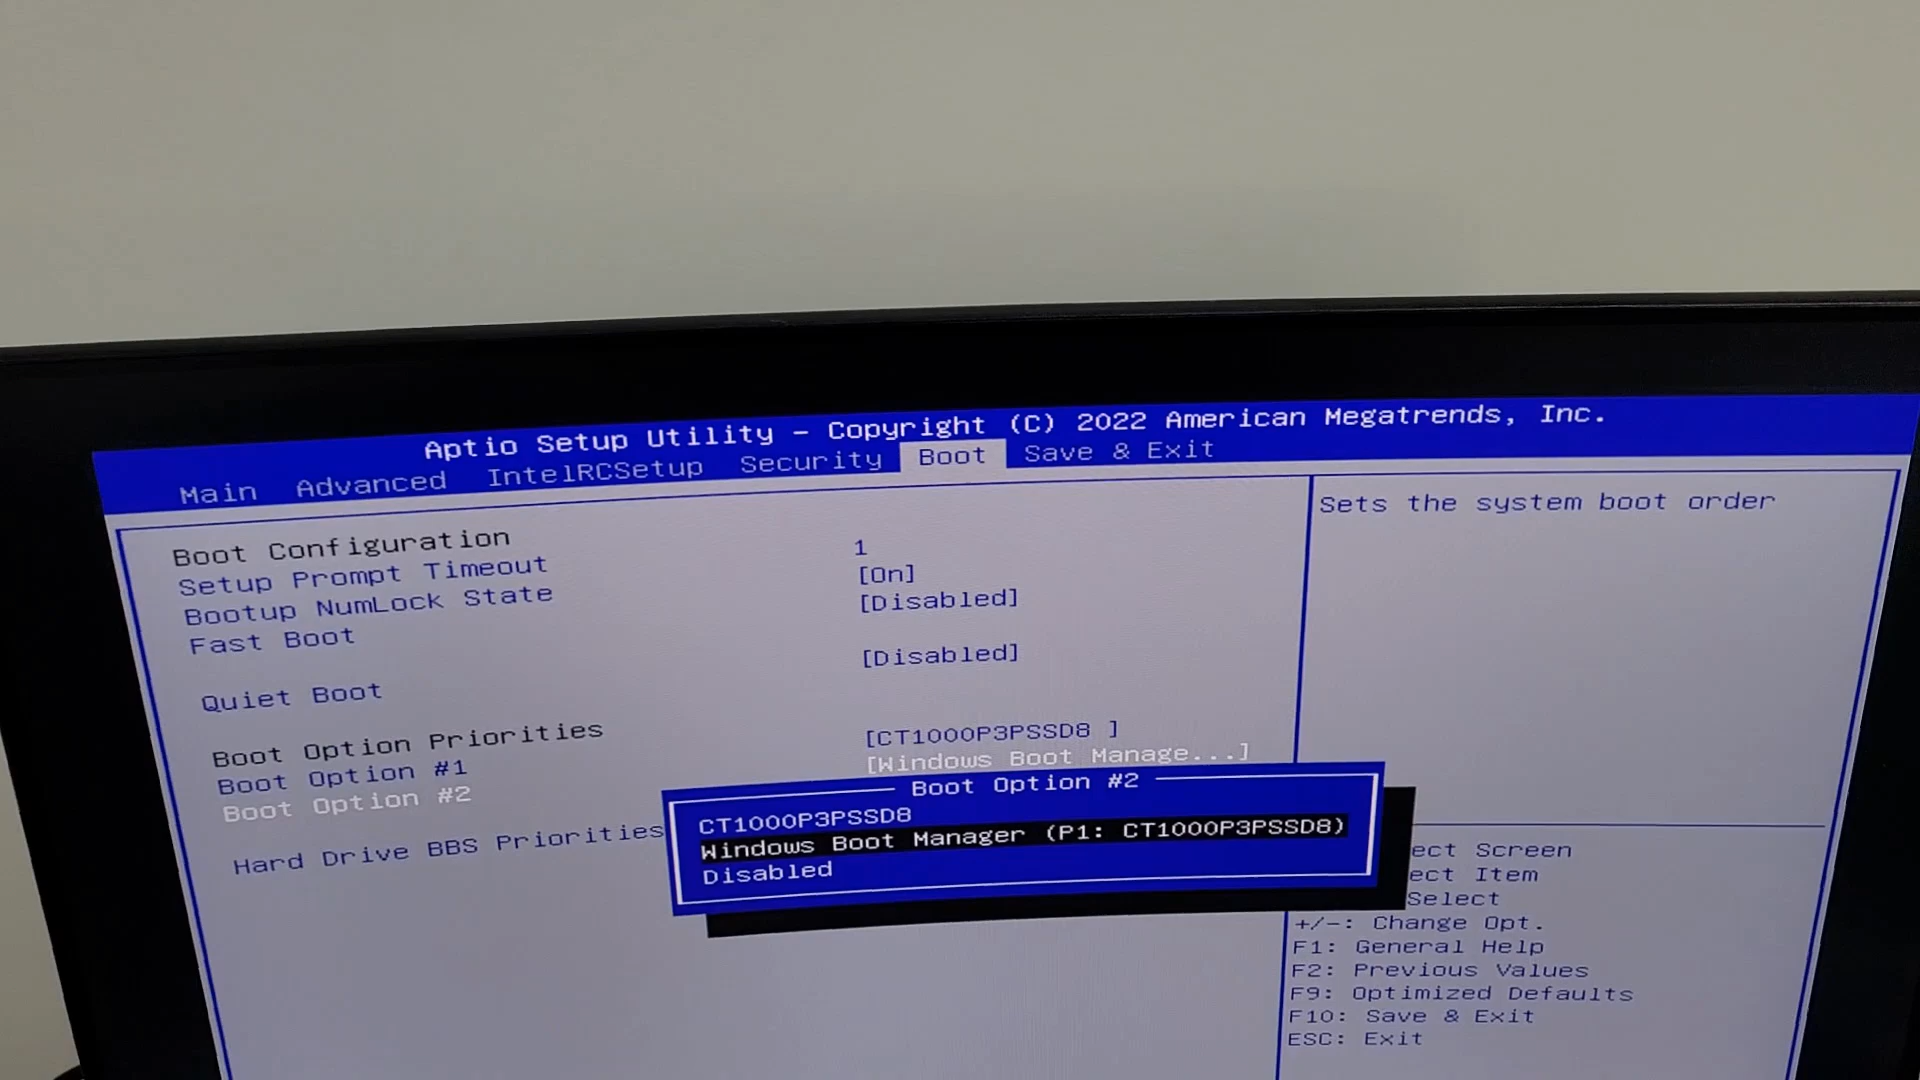 Aptio Setup Utility - Copyright (C) 2022 American Megatrends, Inc.
Main Advanced IntelRCSetup Security Boot Save & Exit
Boot Configuration
Setup Prompt Timeout 1
Bootup NumLock State [On]
Fast Boot [Disabled]
Quiet Boot [Disabled]
Boot Option Priorities
Boot Option #1 [CT1000P3PSSD8 ]
Boot Option #2 [Windows Boot Manage...]
Hard Drive BBS Priorities
Boot Option #2
CT1000P3PSSD8
Windows Boot Manager (P1: CT1000P3PSSD8)
Disabled
Sets the system boot order
ect Screen
ect Item
Select
+/-: Change Opt.
F1: General Help
F2: Previous Values
F9: Optimized Defaults
F10: Save & Exit
ESC: Exit